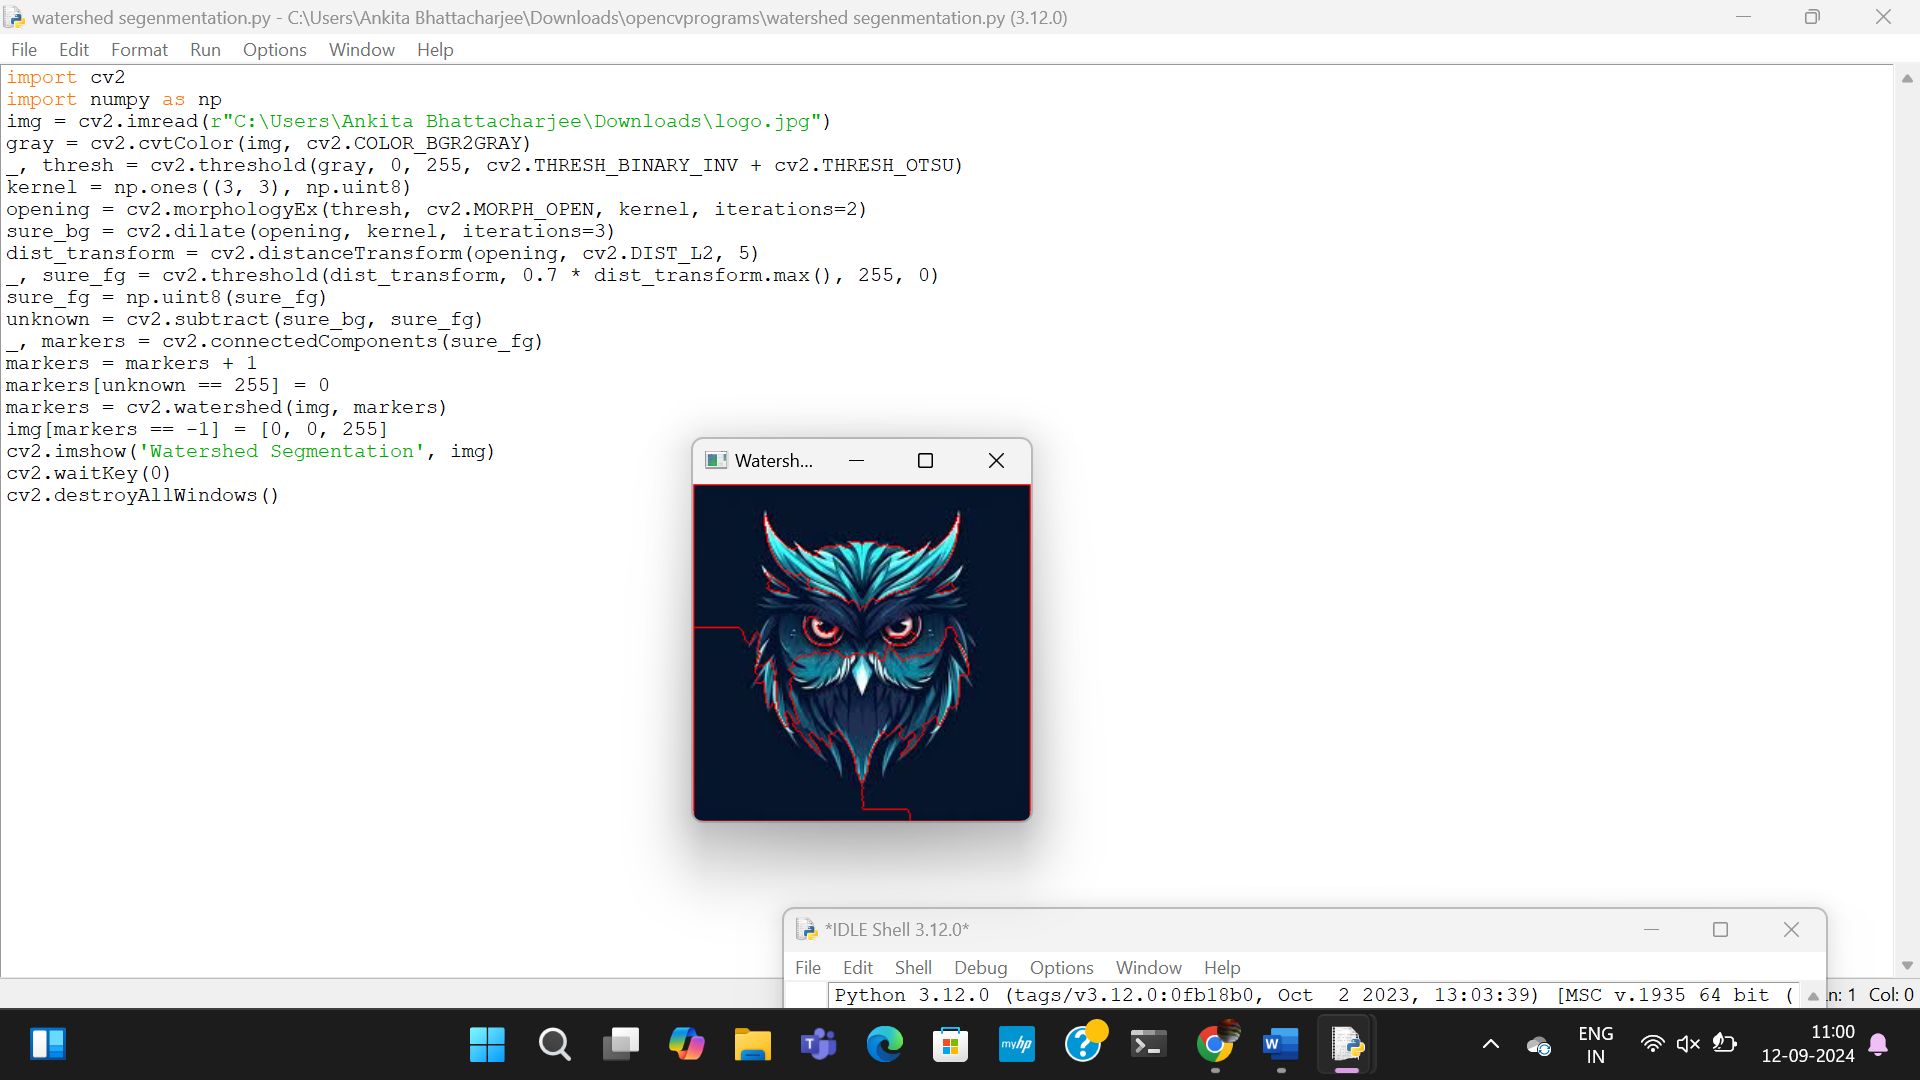 watershed segenmentation.py - C:\Users\Ankita Bhattacharjee\Downloads\opencvprograms\watershed segenmentation.py (3.12.0)
File Edit Format Run Options Window Help
import cv2
import numpy as np
img = cv2.imread(r"C:\Users\Ankita Bhattacharjee\Downloads\logo.jpg")
gray = cv2.cvtColor(img, cv2.COLOR_BGR2GRAY)
_, thresh = cv2.threshold(gray, 0, 255, cv2.THRESH_BINARY_INV + cv2.THRESH_OTSU)
kernel = np.ones((3, 3), np.uint8)
opening = cv2.morphologyEx(thresh, cv2.MORPH_OPEN, kernel, iterations=2)
sure_bg = cv2.dilate(opening, kernel, iterations=3)
dist_transform = cv2.distanceTransform(opening, cv2.DIST_L2, 5)
_, sure_fg = cv2.threshold(dist_transform, 0.7 * dist_transform.max(), 255, 0)
sure_fg = np.uint8(sure_fg)
unknown = cv2.subtract(sure_bg, sure_fg)
_, markers = cv2.connectedComponents(sure_fg)
markers = markers + 1
markers[unknown == 255] = 0
markers = cv2.watershed(img, markers)
img[markers == -1] = [0, 0, 255]
cv2.imshow('Watershed Segmentation', img)
cv2.waitKey(0)
cv2.destroyAllWindows()
Watersh...
*IDLE Shell 3.12.0*
File Edit Shell Debug Options Window Help
Python 3.12.0 (tags/v3.12.0:0fb18b0, Oct  2 2023, 13:03:39) [MSC v.1935 64 bit (
n: 1 Col: 0
myhp
ENG
IN
11:00
12-09-2024